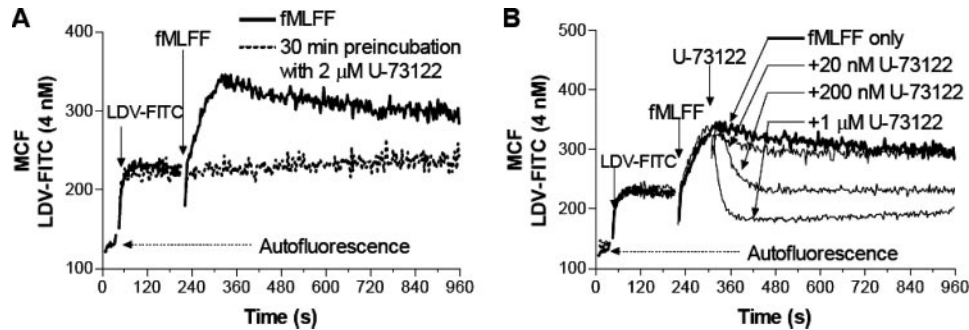 A
fMLFF
30 min preincubation
with 2 µM U-73122
fMLFF
LDV-FITC
Autofluorescence
MCF
LDV-FITC (4 nM)
400
300
200
100
0 120 240 360 480 600 720 840 960
Time (s)
B
fMLFF only
+20 nM U-73122
+200 nM U-73122
+1 µM U-73122
U-73122
fMLFF
LDV-FITC
Autofluorescence
MCF
LDV-FITC (4 nM)
500
400
300
200
100
0 120 240 360 480 600 720 840 960
Time (s)